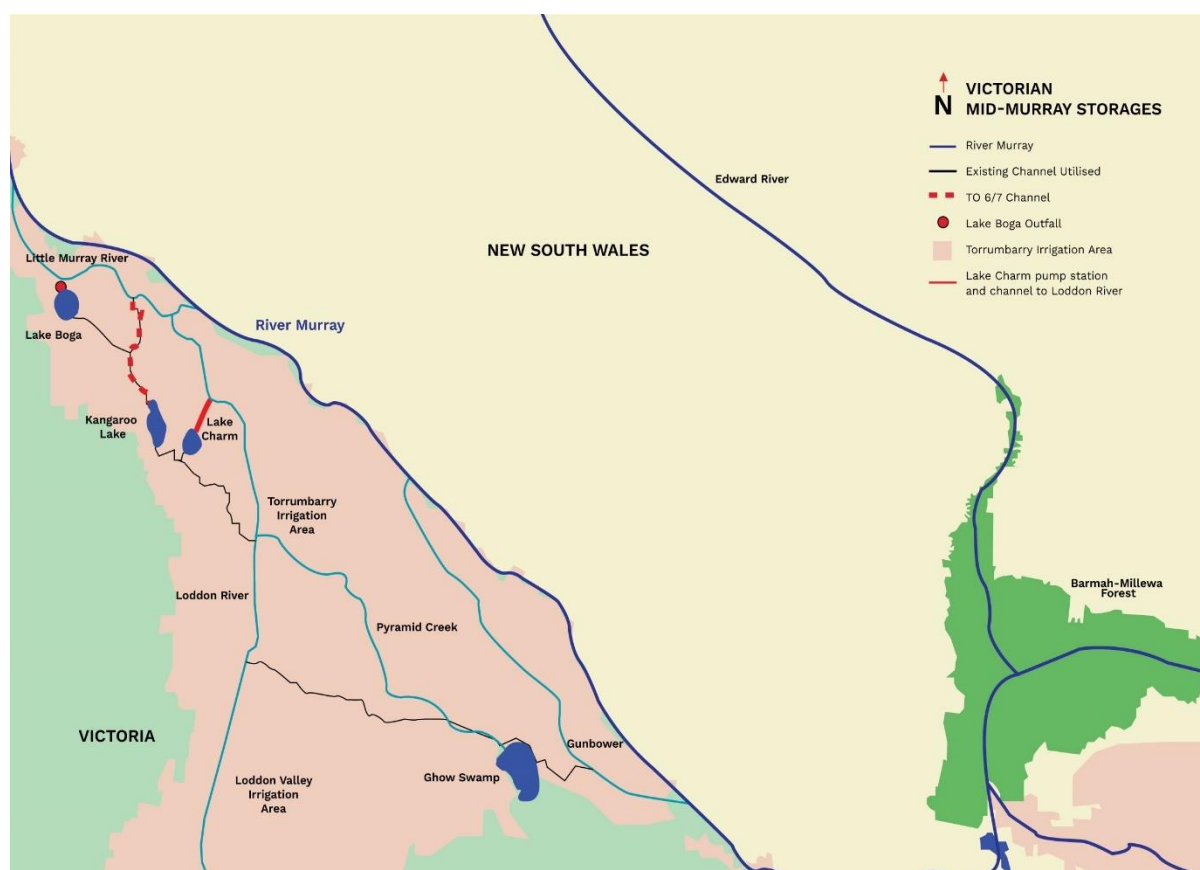 N
VICTORIAN
MID-MURRAY STORAGES
River Murray
Existing Channel Utilised
TO 6/7 Channel
Lake Boga Outfall
Torrumbarry Irrigation Area
Lake Charm pump station
and channel to Loddon River
Edward River
NEW SOUTH WALES
Little Murray River
River Murray
Lake Boga
Kangaroo
Lake
Lake
Charm
Torrumbarry
Irrigation
Area
Loddon River
Pyramid Creek
Barmah-Millewa
Forest
VICTORIA
Gunbower
Ghow Swamp
Loddon Valley
Irrigation
Area